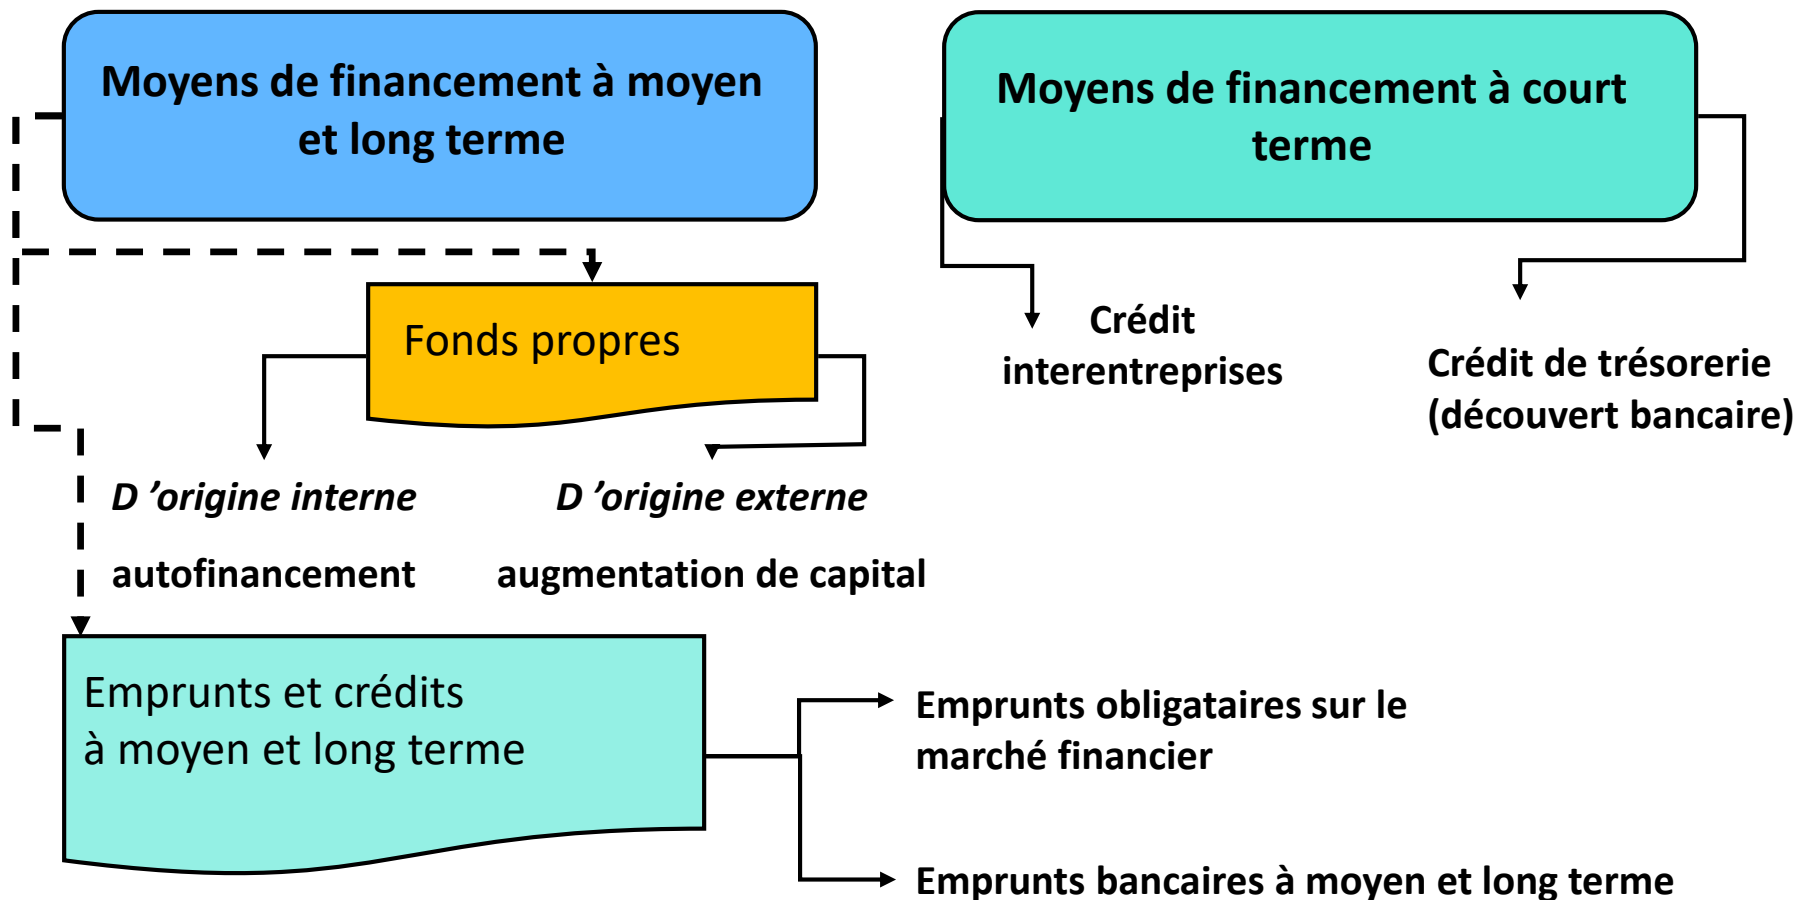 Moyens de financement à moyen
et long terme
Moyens de financement à court
terme
Fonds propres
Crédit
interentreprises
Crédit de trésorerie
(découvert bancaire)
D ’origine interne
autofinancement
D ’origine externe
augmentation de capital
Emprunts et crédits
à moyen et long terme
Emprunts obligataires sur le
marché financier
Emprunts bancaires à moyen et long terme